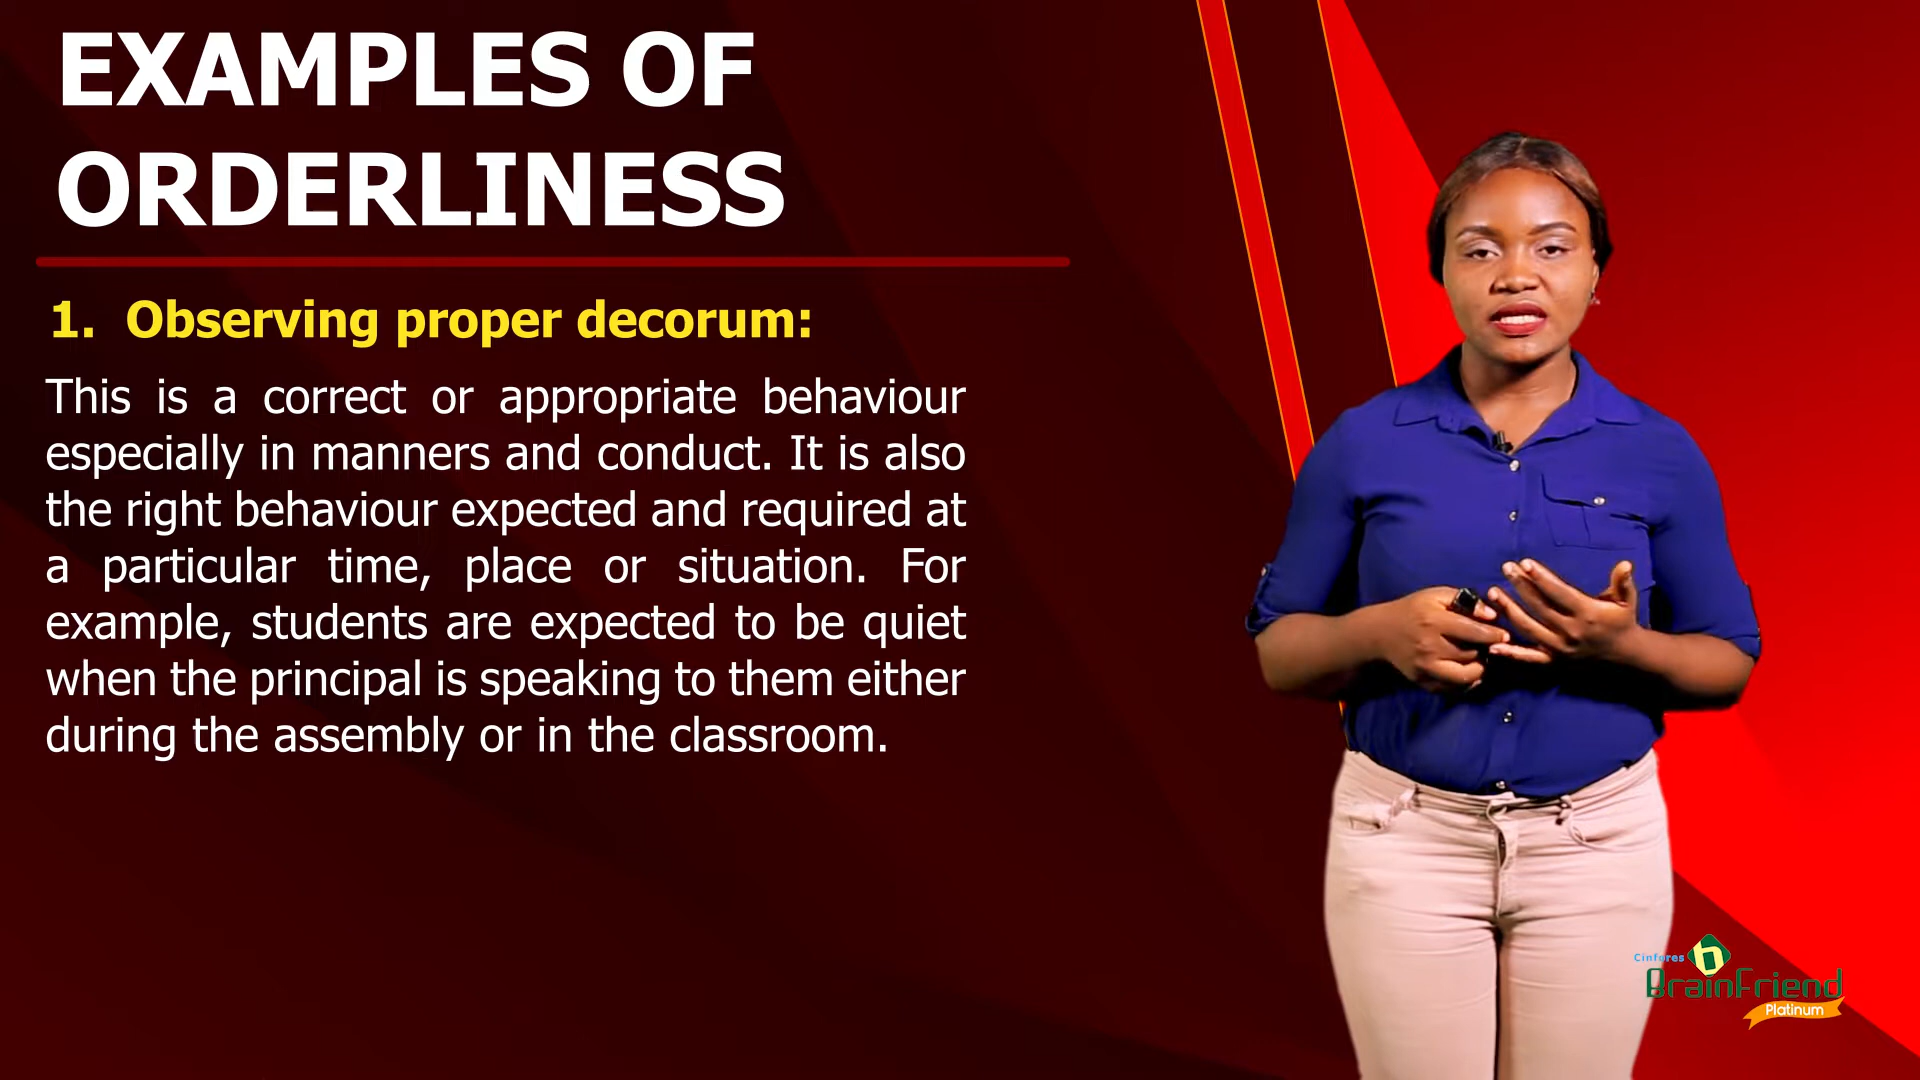 EXAMPLES OF
ORDERLINESS
1. Observing proper decorum:
This is a correct or appropriate behaviour
especially in manners and conduct. It is also
the right behaviour expected and required at
a particular time, place or situation. For
example, students are expected to be quiet
when the principal is speaking to them either
during the assembly or in the classroom.
Cinfores
BrainFriend
Platinum